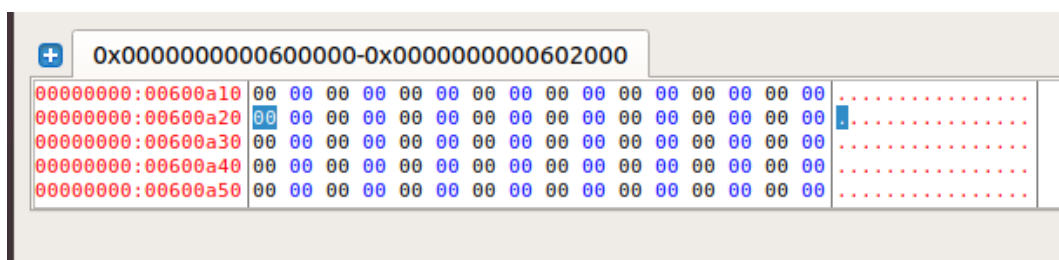 0x0000000000600000-0x0000000000602000
00000000:00600a10 00 00 00 00 00 00 00 00 00 00 00 00 00 00 00 00 ................
00000000:00600a20 00 00 00 00 00 00 00 00 00 00 00 00 00 00 00 00 ................
00000000:00600a30 00 00 00 00 00 00 00 00 00 00 00 00 00 00 00 00 ................
00000000:00600a40 00 00 00 00 00 00 00 00 00 00 00 00 00 00 00 00 ................
00000000:00600a50 00 00 00 00 00 00 00 00 00 00 00 00 00 00 00 00 ................